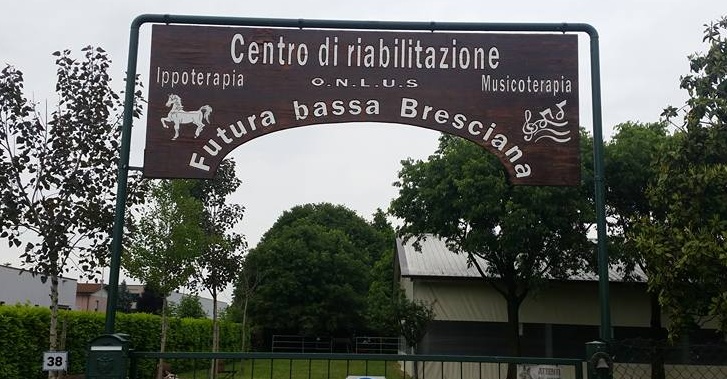 Centro di riabilitazione
Ippoterapia
O.N.L.U.S
Musicoterapia
Futura bassa Bresciana
38